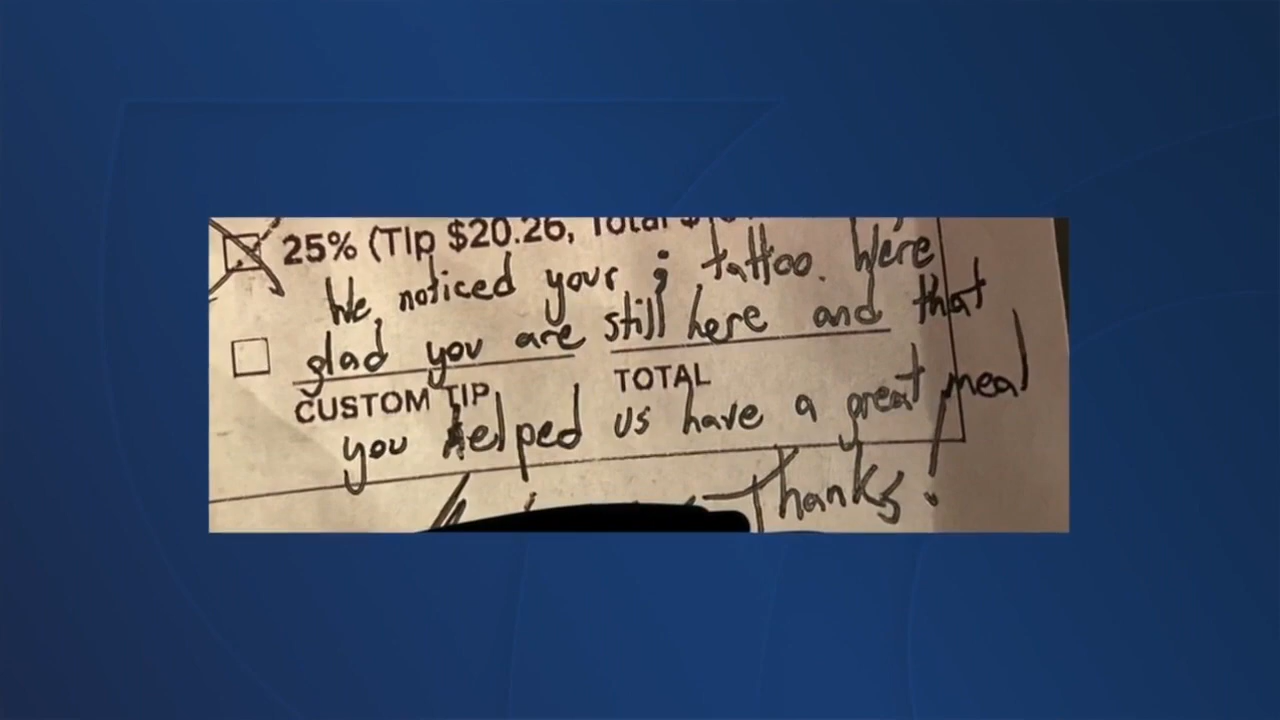 25% (Tip $20.26, Total $
We noticed your ; tattoo. We're
glad you are still here and that
CUSTOM TIP TOTAL
you helped us have a great meal
Thanks!